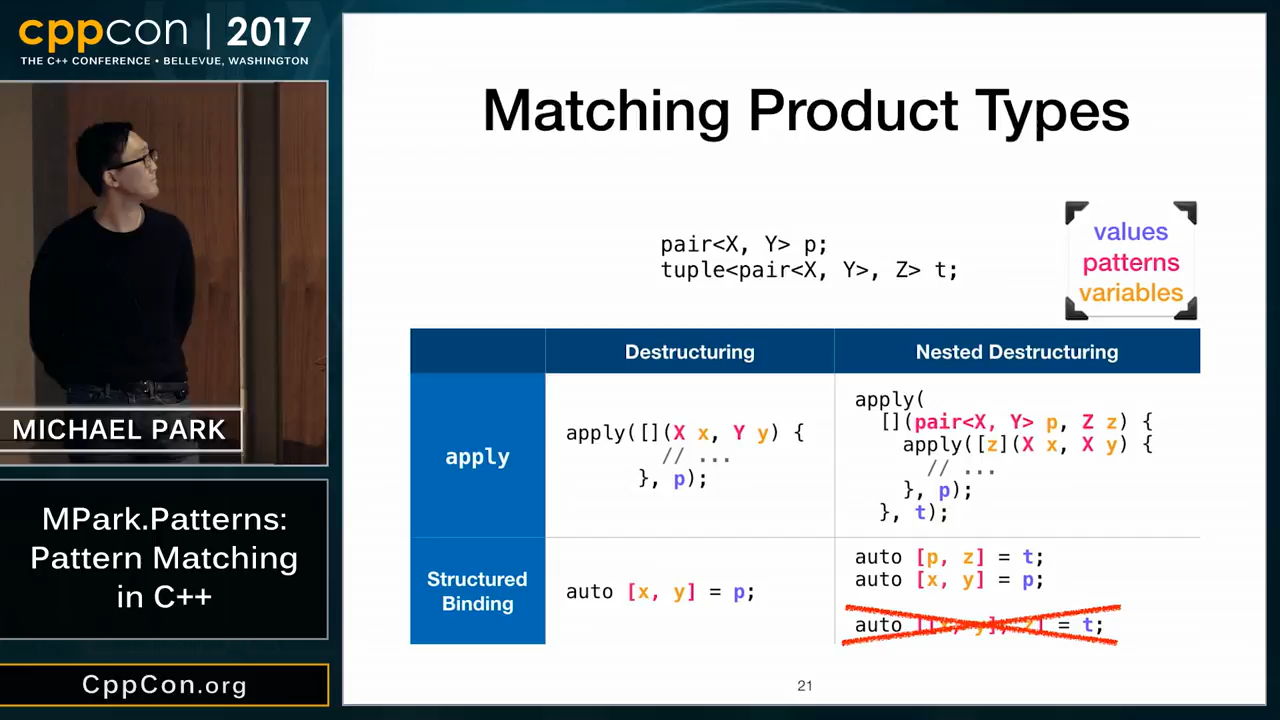 cppcon | 2017
THE C++ CONFERENCE • BELLEVUE, WASHINGTON
MICHAEL PARK
MPark.Patterns:
Pattern Matching
in C++
CppCon.org
Matching Product Types
pair<X, Y> p;
tuple<pair<X, Y>, Z> t;
values
patterns
variables
Destructuring
Nested Destructuring
apply
apply([](X x, Y y) {
// ...
}, p);
apply(
[](pair<X, Y> p, Z z) {
apply([z](X x, X y) {
// ...
}, p);
}, t);
Structured
Binding
auto [x, y] = p;
auto [p, z] = t;
auto [x, y] = p;
auto [[x, y], z] = t;
21